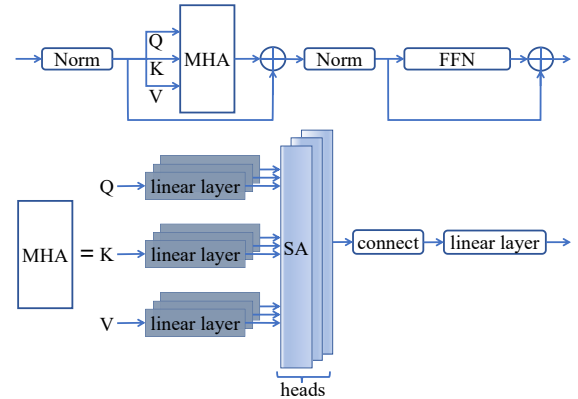 Norm
Q
K
V
MHA
Norm
FFN
MHA
=
Q
linear layer
K
linear layer
V
linear layer
SA
connect
linear layer
heads